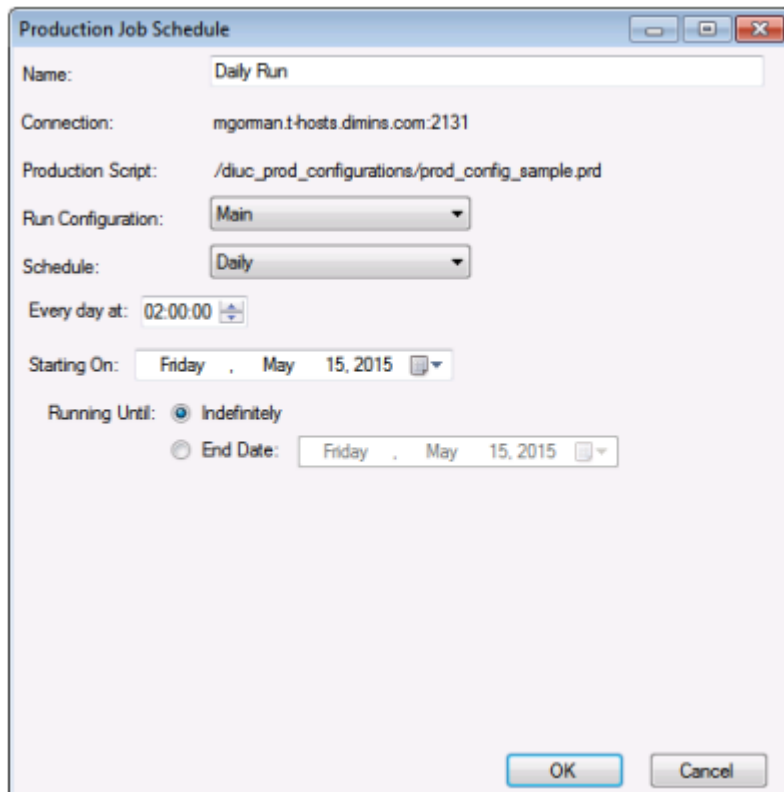 Production Job Schedule
Name: Daily Run
Connection: mgorman.t-hosts.dimins.com:2131
Production Script: /diuc_prod_configurations/prod_config_sample.prd
Run Configuration: Main
Schedule: Daily
Every day at: 02:00:00
Starting On: Friday , May 15, 2015
Running Until: Indefinitely
End Date: Friday , May 15, 2015
OK Cancel